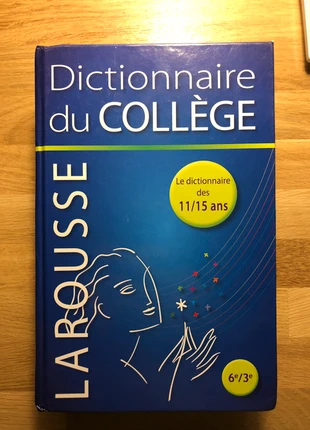 Dictionnaire
du COLLÈGE
Le dictionnaire
des
11/15 ans
LAROUSSE
6e/3e